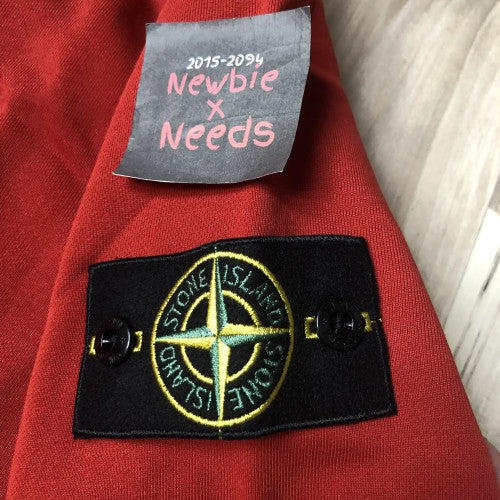 2015-2094
Newbie
x
Needs
STONE ISLAND
STONE ISLAND